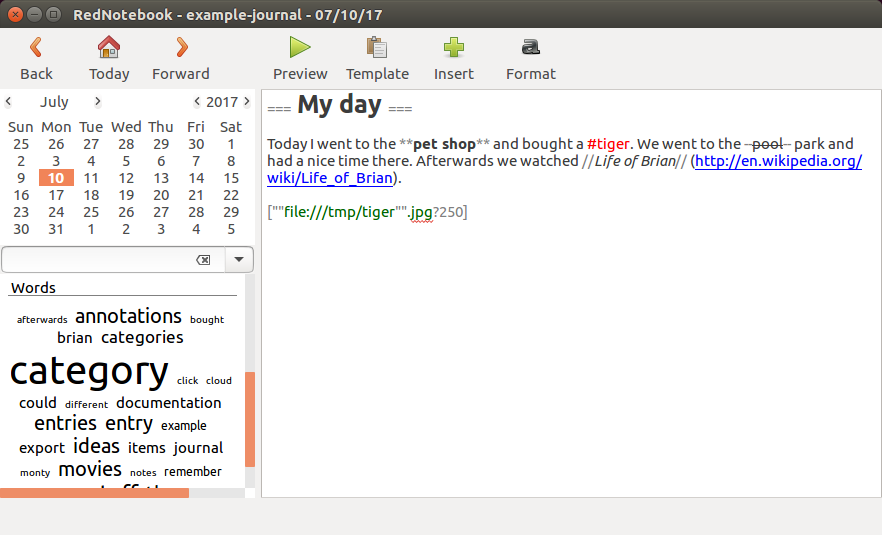 RedNotebook - example-journal - 07/10/17
Back Today Forward Preview Template Insert Format
July 2017
Sun Mon Tue Wed Thu Fri Sat
25 26 27 28 29 30 1
2 3 4 5 6 7 8
9 10 11 12 13 14 15
16 17 18 19 20 21 22
23 24 25 26 27 28 29
30 31 1 2 3 4 5
Words
afterwards annotations bought
brian categories
category click cloud
could different documentation
entries entry example
export ideas items journal
monty movies notes remember
=== My day ===
Today I went to the **pet shop** and bought a #tiger. We went to the --pool-- park and
had a nice time there. Afterwards we watched //Life of Brian// (http://en.wikipedia.org/
wiki/Life_of_Brian).
[""file:///tmp/tiger"".jpg?250]